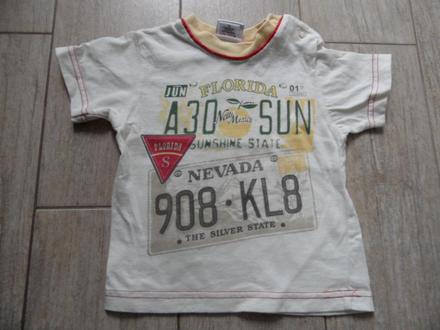 JUN FLORIDA 01
A30 New Mexico SUN
SUNSHINE STATE
FLORIDA
S
NEVADA
908·KL8
· THE SILVER STATE ·